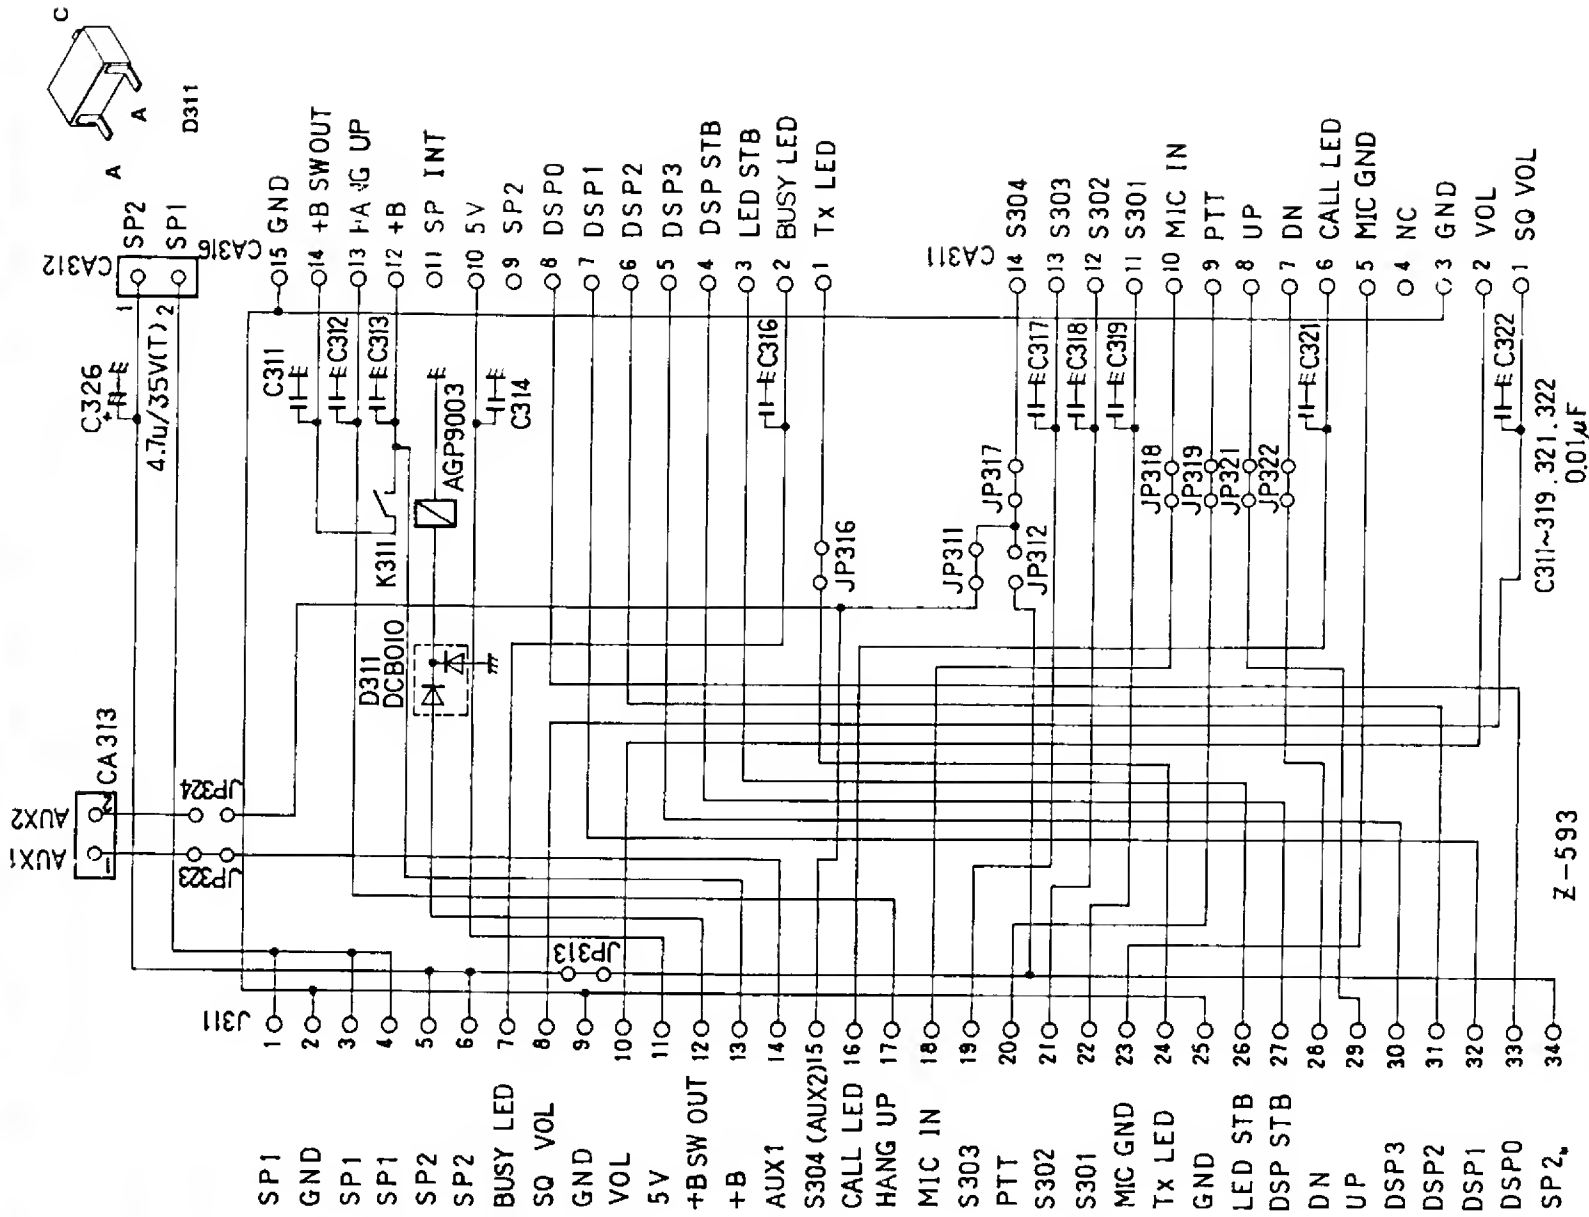 C
A
A
D311
CA312
1 SP2
2 SP1
C326
+
4.7u/35V(T)
CA316
15 GND
14 +B SWOUT
13 HANG UP
12 +B
11 SP INT
10 5V
9 SP2
8 DSP0
7 DSP1
6 DSP2
5 DSP3
4 DSP STB
3 LED STB
2 BUSY LED
1 Tx LED
CA311
14 S304
13 S303
12 S302
11 S301
10 MIC IN
9 PTT
8 UP
7 DN
6 CALL LED
5 MIC GND
4 NC
3 GND
2 VOL
1 SQ VOL
C311
C312
C313
AGP9003
C314
C316
C317
C318
C319
C321
C322
K311
D311
DCB010
JP316
JP311
JP312
JP317
JP318
JP319
JP321
JP322
C311~319, 321, 322
0.01μF
AUX2
AUX1
2
1
CA313
JP324
JP323
JP313
J311
SP1 1
GND 2
SP1 3
SP1 4
SP2 5
SP2 6
BUSY LED 7
SQ VOL 8
GND 9
VOL 10
5V 11
+B SW OUT 12
+B 13
AUX1 14
S304 (AUX2) 15
CALL LED 16
HANG UP 17
MIC IN 18
S303 19
PTT 20
S302 21
S301 22
MIC GND 23
Tx LED 24
GND 25
LED STB 26
DSP STB 27
DN 28
UP 29
DSP3 30
DSP2 31
DSP1 32
DSP0 33
SP2 34
Z-593